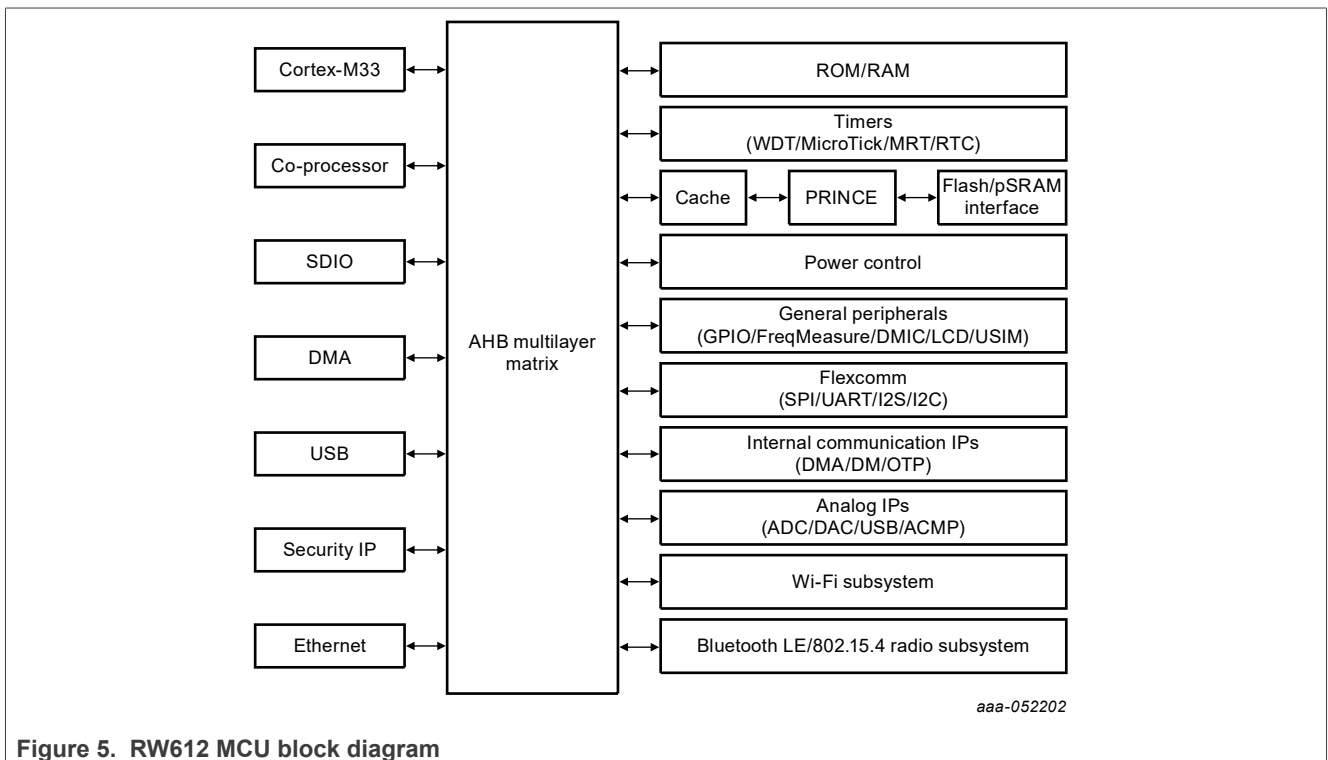 Cortex-M33
Co-processor
SDIO
DMA
USB
Security IP
Ethernet
AHB multilayer
matrix
ROM/RAM
Timers
(WDT/MicroTick/MRT/RTC)
Cache
PRINCE
Flash/pSRAM
interface
Power control
General peripherals
(GPIO/FreqMeasure/DMIC/LCD/USIM)
Flexcomm
(SPI/UART/I2S/I2C)
Internal communication IPs
(DMA/DM/OTP)
Analog IPs
(ADC/DAC/USB/ACMP)
Wi-Fi subsystem
Bluetooth LE/802.15.4 radio subsystem
aaa-052202
Figure 5. RW612 MCU block diagram